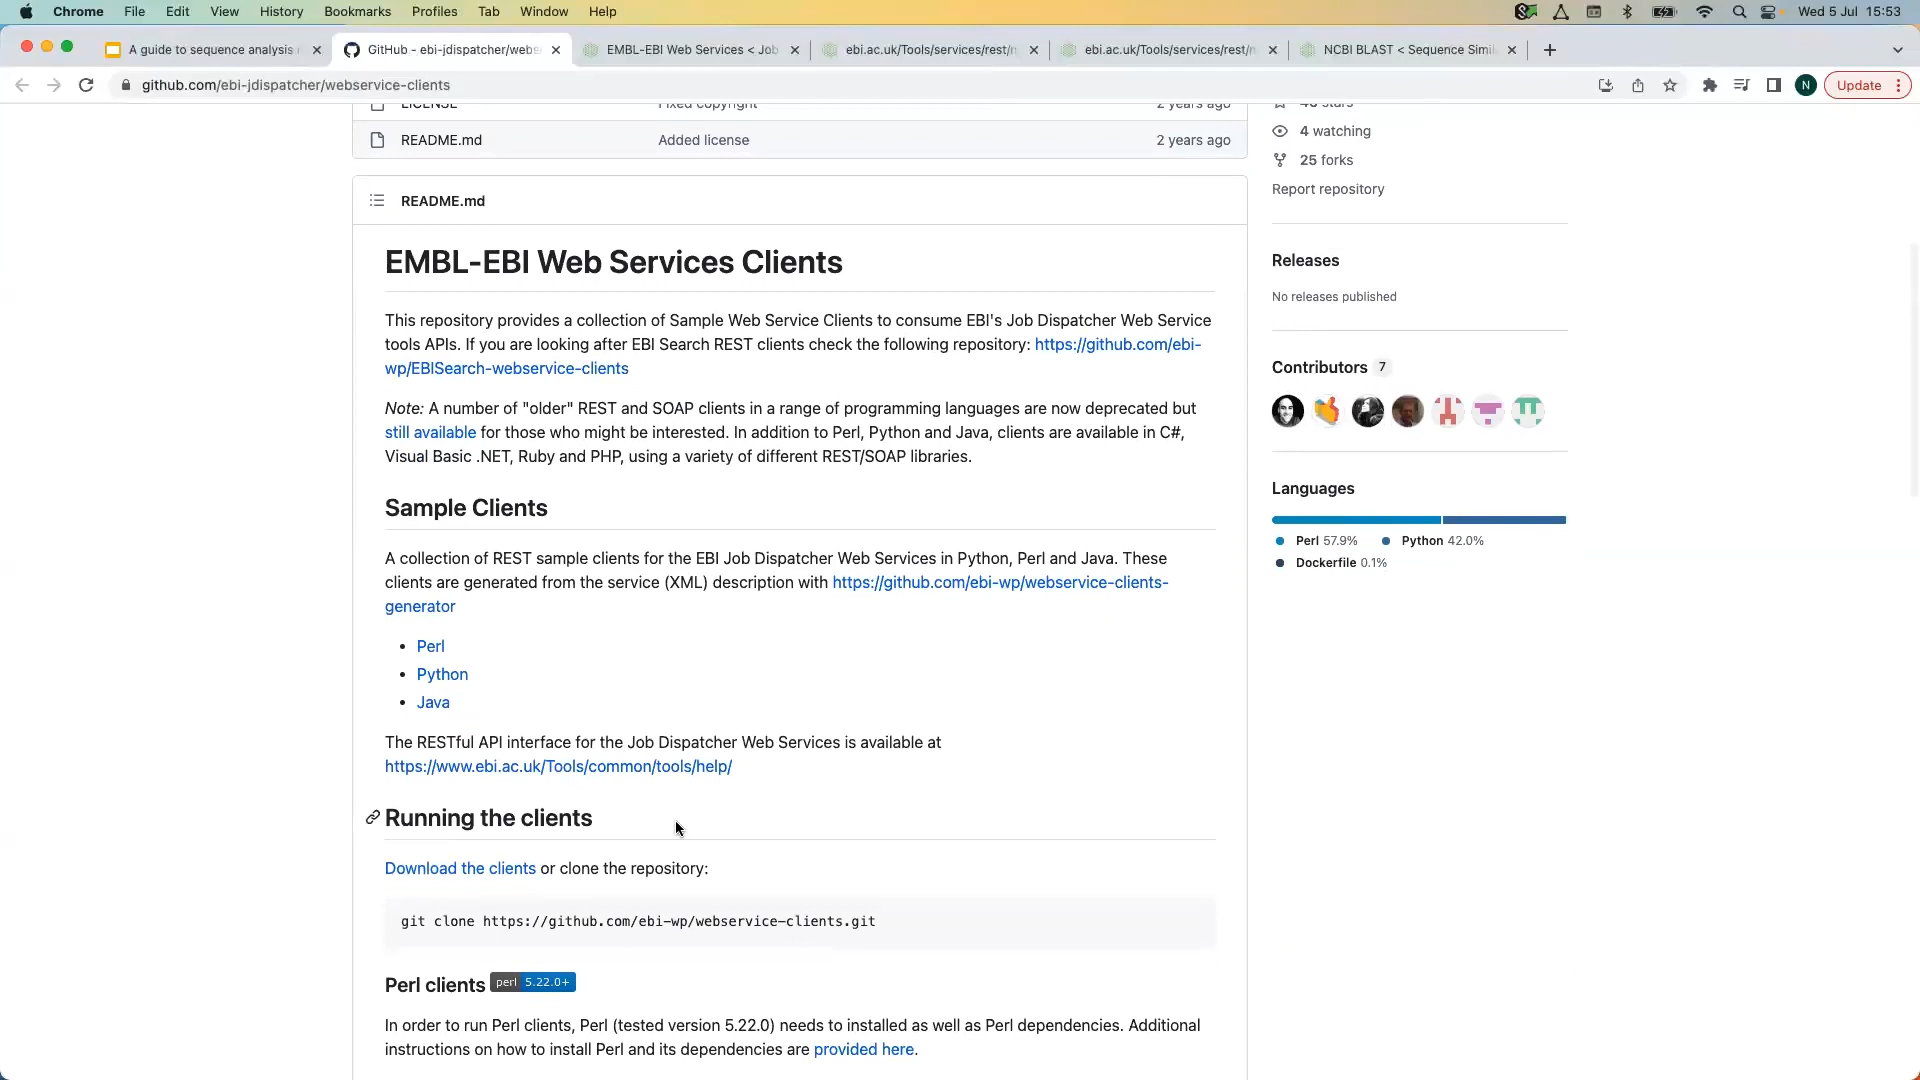 Chrome File Edit View History Bookmarks Profiles Tab Window Help Wed 5 Jul 15:53
A guide to sequence analysis GitHub - ebi-jdispatcher/webs EMBL-EBI Web Services < Job ebi.ac.uk/Tools/services/rest/n ebi.ac.uk/Tools/services/rest/n NCBI BLAST < Sequence Simil
github.com/ebi-jdispatcher/webservice-clients N Update
LICENSE Fixed copyright 2 years ago
README.md Added license 2 years ago
README.md
EMBL-EBI Web Services Clients
This repository provides a collection of Sample Web Service Clients to consume EBI's Job Dispatcher Web Service
tools APIs. If you are looking after EBI Search REST clients check the following repository: https://github.com/ebi-
wp/EBISearch-webservice-clients
Note: A number of "older" REST and SOAP clients in a range of programming languages are now deprecated but
still available for those who might be interested. In addition to Perl, Python and Java, clients are available in C#,
Visual Basic .NET, Ruby and PHP, using a variety of different REST/SOAP libraries.
Sample Clients
A collection of REST sample clients for the EBI Job Dispatcher Web Services in Python, Perl and Java. These
clients are generated from the service (XML) description with https://github.com/ebi-wp/webservice-clients-
generator
• Perl
• Python
• Java
The RESTful API interface for the Job Dispatcher Web Services is available at
https://www.ebi.ac.uk/Tools/common/tools/help/
Running the clients
Download the clients or clone the repository:
git clone https://github.com/ebi-wp/webservice-clients.git
Perl clients perl 5.22.0+
In order to run Perl clients, Perl (tested version 5.22.0) needs to installed as well as Perl dependencies. Additional
instructions on how to install Perl and its dependencies are provided here.
stars
4 watching
25 forks
Report repository
Releases
No releases published
Contributors 7
Languages
Perl 57.9% Python 42.0%
Dockerfile 0.1%